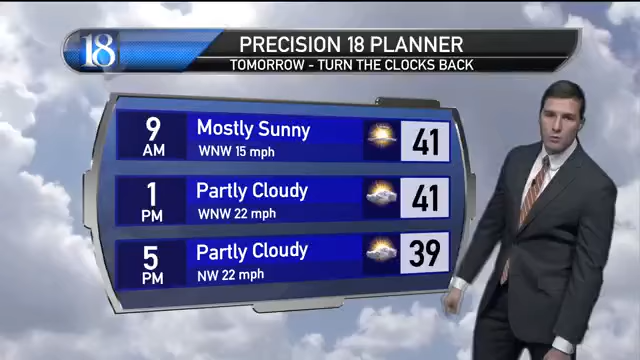 18
PRECISION 18 PLANNER
TOMORROW - TURN THE CLOCKS BACK
9 AM
Mostly Sunny
WNW 15 mph
41
1 PM
Partly Cloudy
WNW 22 mph
41
5 PM
Partly Cloudy
NW 22 mph
39